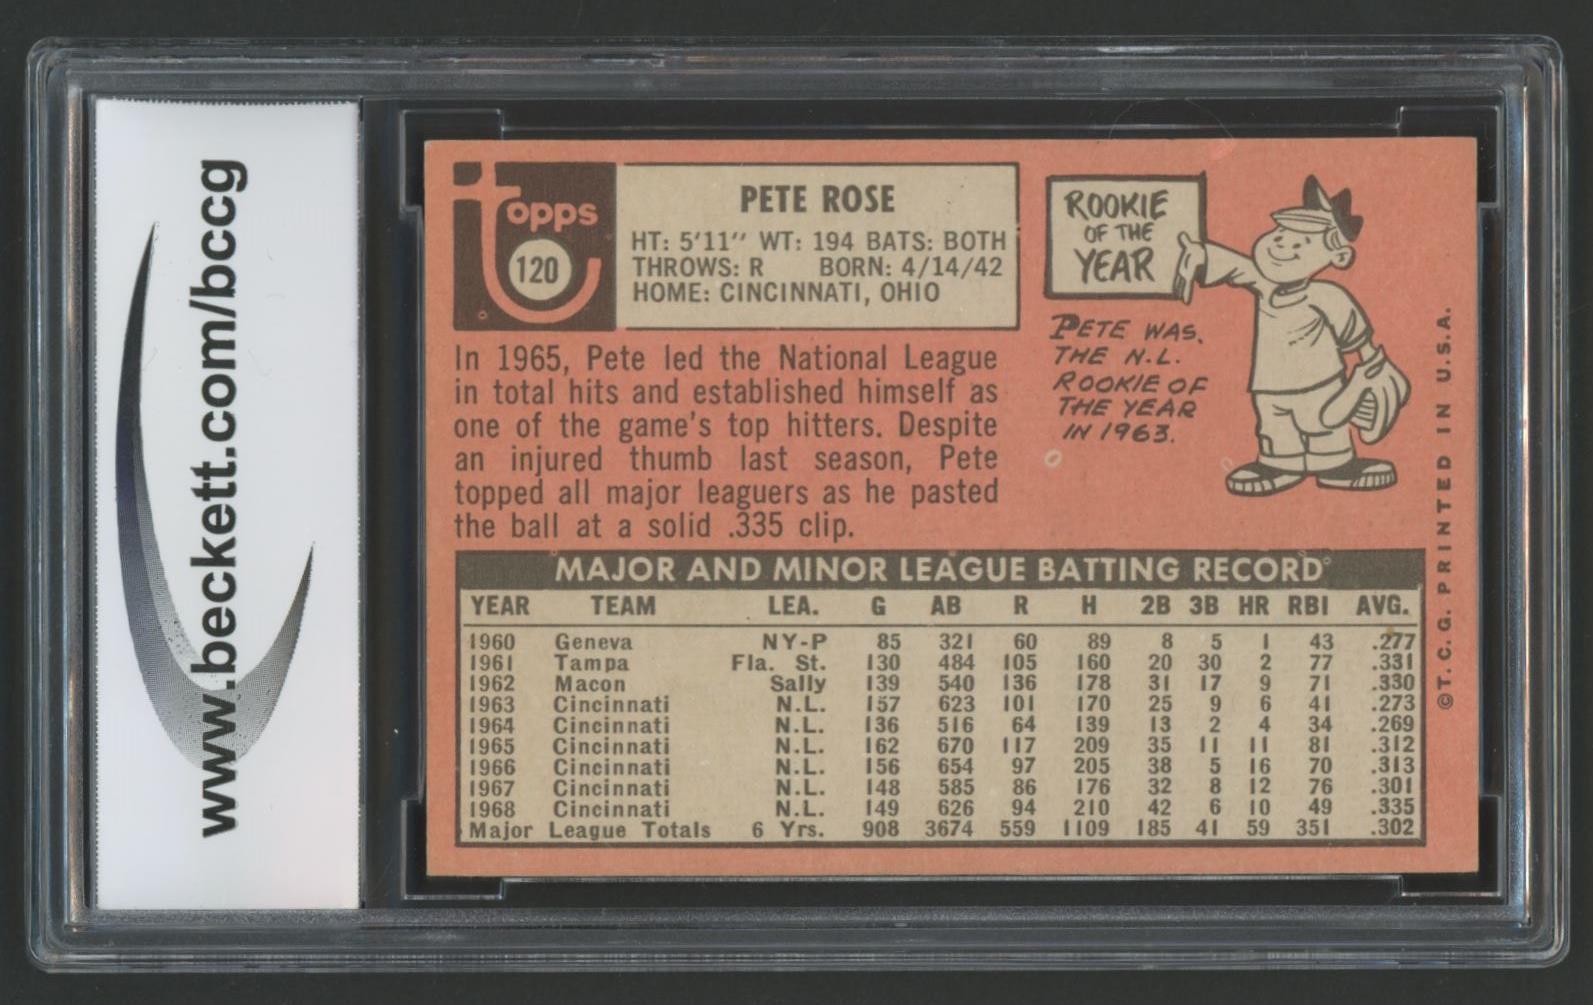 www.beckett.com/bccg
topps
120
PETE ROSE
HT: 5'11" WT: 194 BATS: BOTH
THROWS: R BORN: 4/14/42
HOME: CINCINNATI, OHIO
In 1965, Pete led the National League
in total hits and established himself as
one of the game's top hitters. Despite
an injured thumb last season, Pete
topped all major leaguers as he pasted
the ball at a solid .335 clip.
ROOKIE
OF THE
YEAR
PETE WAS
THE N.L.
ROOKIE OF
THE YEAR
IN 1963.
MAJOR AND MINOR LEAGUE BATTING RECORD
YEAR TEAM LEA. G AB R H 2B 3B HR RBI AVG.
1960 Geneva NY-P 85 321 60 89 8 5 1 43 .277
1961 Tampa Fla. St. 130 484 105 160 20 30 2 77 .331
1962 Macon Sally 139 540 136 178 31 17 9 71 .330
1963 Cincinnati N.L. 157 623 101 170 25 9 6 41 .273
1964 Cincinnati N.L. 136 516 64 139 13 2 4 34 .269
1965 Cincinnati N.L. 162 670 117 209 35 11 11 81 .312
1966 Cincinnati N.L. 156 654 97 205 38 5 16 70 .313
1967 Cincinnati N.L. 148 585 86 176 32 8 12 76 .301
1968 Cincinnati N.L. 149 626 94 210 42 6 10 49 .335
Major League Totals 6 Yrs. 908 3674 559 1109 185 41 59 351 .302
©T.C.G. PRINTED IN U.S.A.